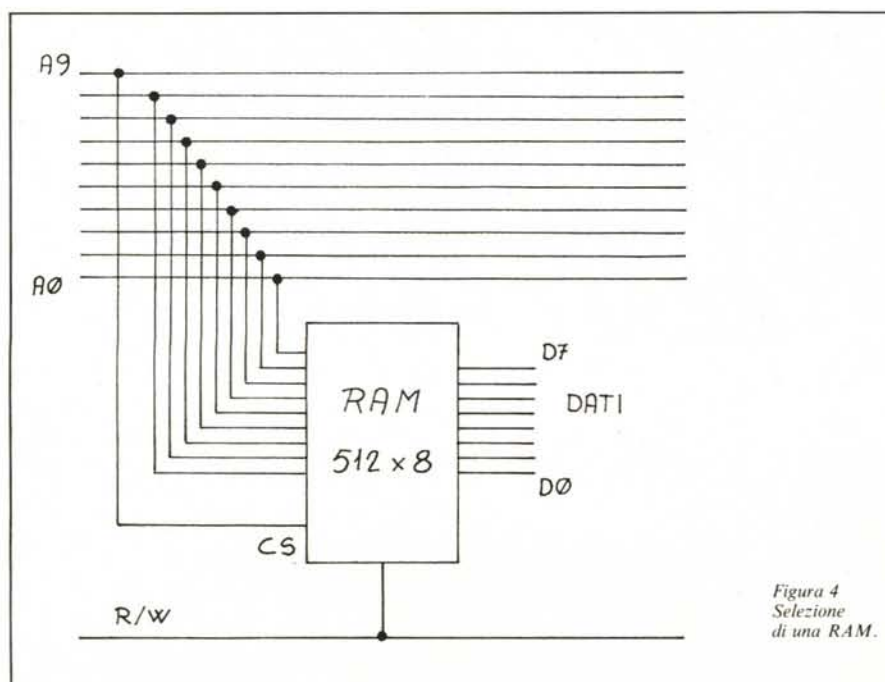 A9
AØ
RAM
512 x 8
D7
DATI
DØ
CS
R/W
Figura 4
Selezione
di una RAM.